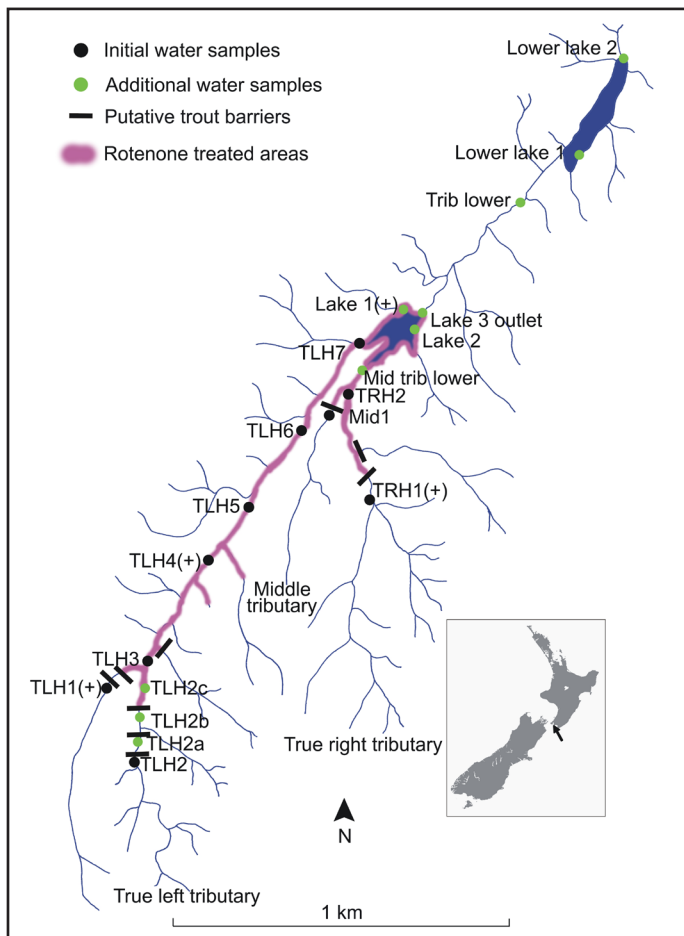 Lower lake 2
Initial water samples
Additional water samples
Putative trout barriers
Rotenone treated areas
Lower lake 1
Trib lower
Lake 1(+)
Lake 3 outlet
Lake 2
TLH7
Mid trib lower
TRH2
Mid1
TLH6
TRH1(+)
TLH5
TLH4(+)
Middle
tributary
TLH3
TLH1(+)
TLH2c
TLH2b
TLH2a
TLH2
True right tributary
N
True left tributary
1 km